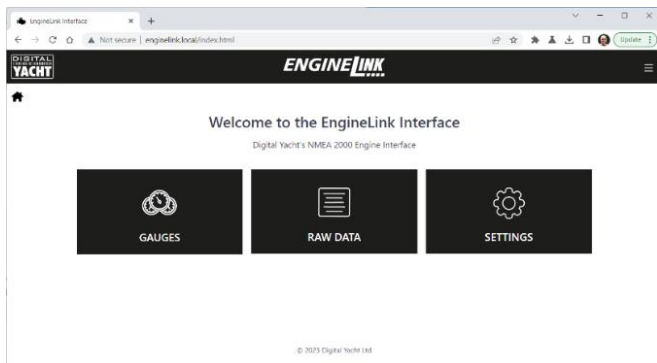 EngineLink Interface
Not secure | enginelink.local/index.html
Update
DIGITAL
YACHT
ENGINELINK
Welcome to the EngineLink Interface
Digital Yacht's NMEA 2000 Engine Interface
GAUGES
RAW DATA
SETTINGS
© 2023 Digital Yacht Ltd